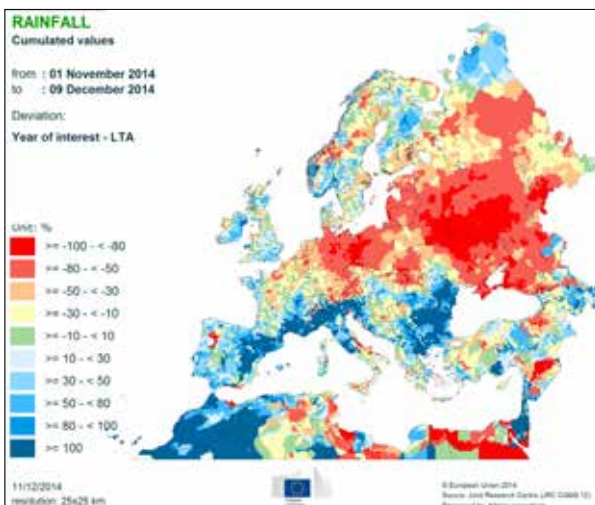 RAINFALL
Cumulated values
from : 01 November 2014
to : 09 December 2014
Deviation:
Year of interest - LTA
Unit: %
>= -100 - < -80
>= -80 - < -50
>= -50 - < -30
>= -30 - < -10
>= -10 - < 10
>= 10 - < 30
>= 30 - < 50
>= 50 - < 80
>= 80 - < 100
>= 100
11/12/2014
resolution: 25x25 km
© European Union 2014
Source: Joint Research Centre